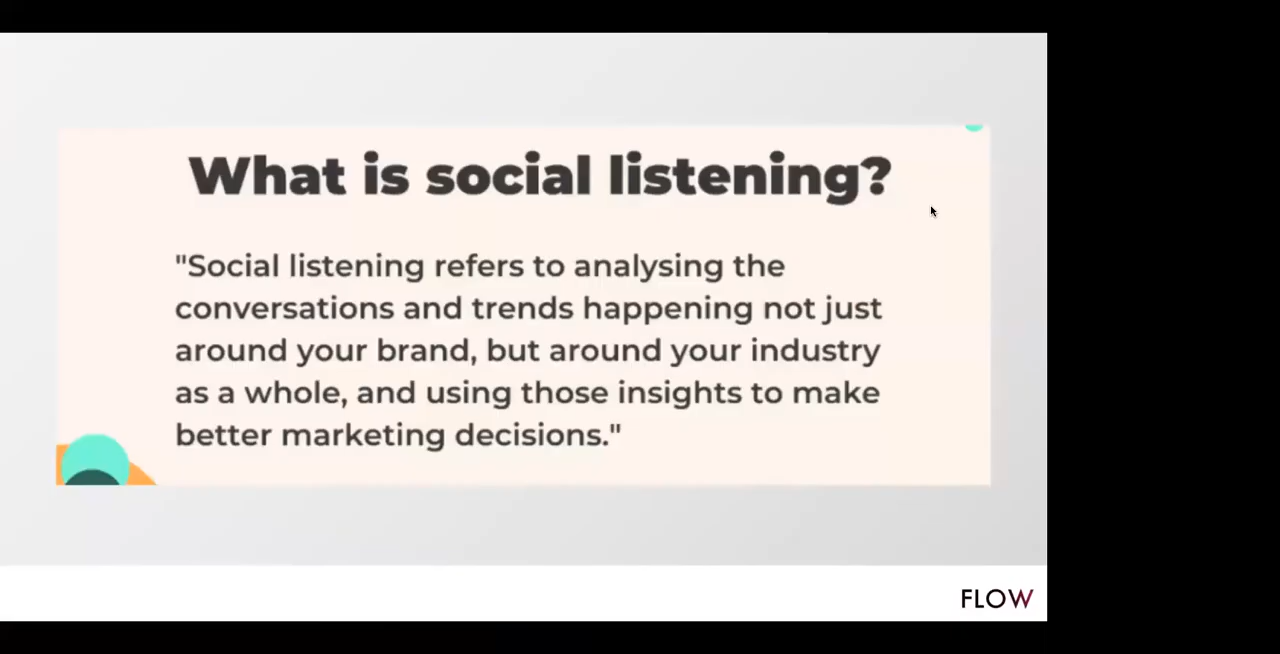 What is social listening?
"Social listening refers to analysing the
conversations and trends happening not just
around your brand, but around your industry
as a whole, and using those insights to make
better marketing decisions."
FLOW